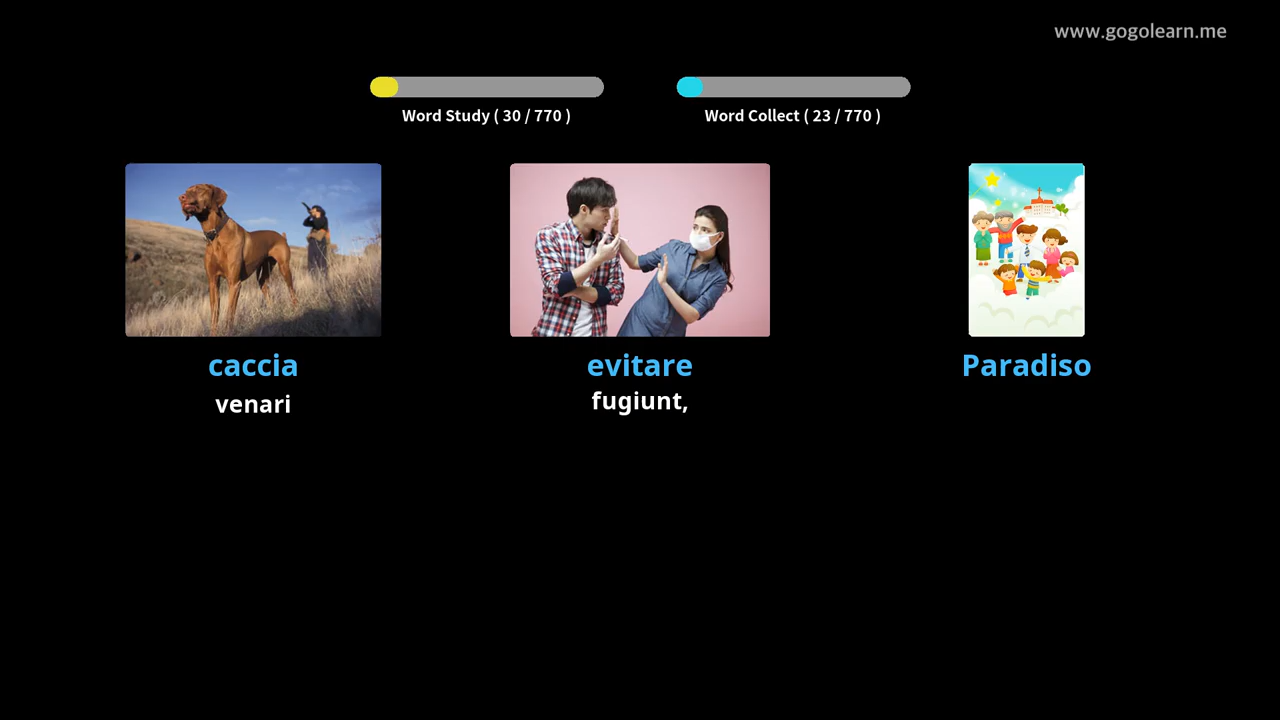 www.gogolearn.me
Word Study ( 30 / 770 )
Word Collect ( 23 / 770 )
caccia
venari
evitare
fugiunt,
Paradiso